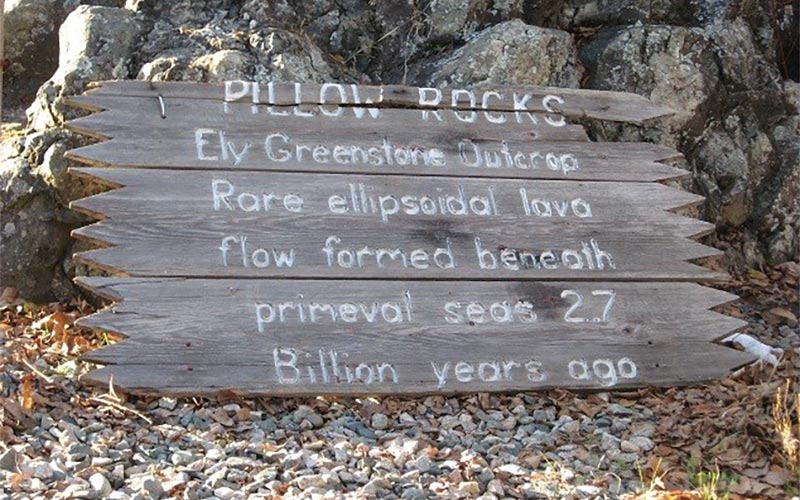 PILLOW ROCKS
Ely Greenstone Outcrop
Rare ellipsoidal lava
flow formed beneath
primeval seas 2.7
Billion years ago